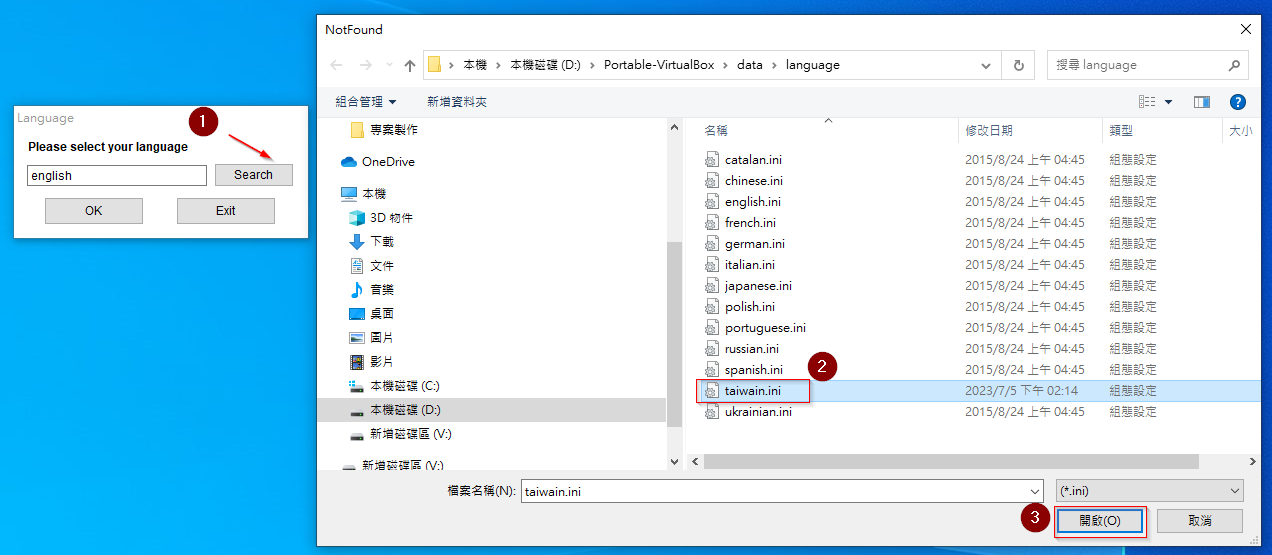 Language
1
Please select your language
english
Search
OK
Exit
NotFound
本機 本機磁碟 (D:) Portable-VirtualBox data language
搜尋 language
組合管理 新增資料夾
?
專案製作
OneDrive
本機
3D 物件
下載
文件
音樂
桌面
圖片
影片
本機磁碟 (C:)
本機磁碟 (D:)
新增磁碟區 (V:)
新增磁碟區 (V:)
名稱 修改日期 類型 大小
catalan.ini 2015/8/24 上午 04:45 組態設定
chinese.ini 2015/8/24 上午 04:45 組態設定
english.ini 2015/8/24 上午 04:45 組態設定
french.ini 2015/8/24 上午 04:45 組態設定
german.ini 2015/8/24 上午 04:45 組態設定
italian.ini 2015/8/24 上午 04:45 組態設定
japanese.ini 2015/8/24 上午 04:45 組態設定
polish.ini 2015/8/24 上午 04:45 組態設定
portuguese.ini 2015/8/24 上午 04:45 組態設定
russian.ini 2015/8/24 上午 04:45 組態設定
spanish.ini 2015/8/24 上午 04:45 組態設定
2
taiwain.ini 2023/7/5 下午 02:14 組態設定
ukrainian.ini 2015/8/24 上午 04:45 組態設定
檔案名稱(N): taiwain.ini (*.ini)
3
開啟(O) 取消